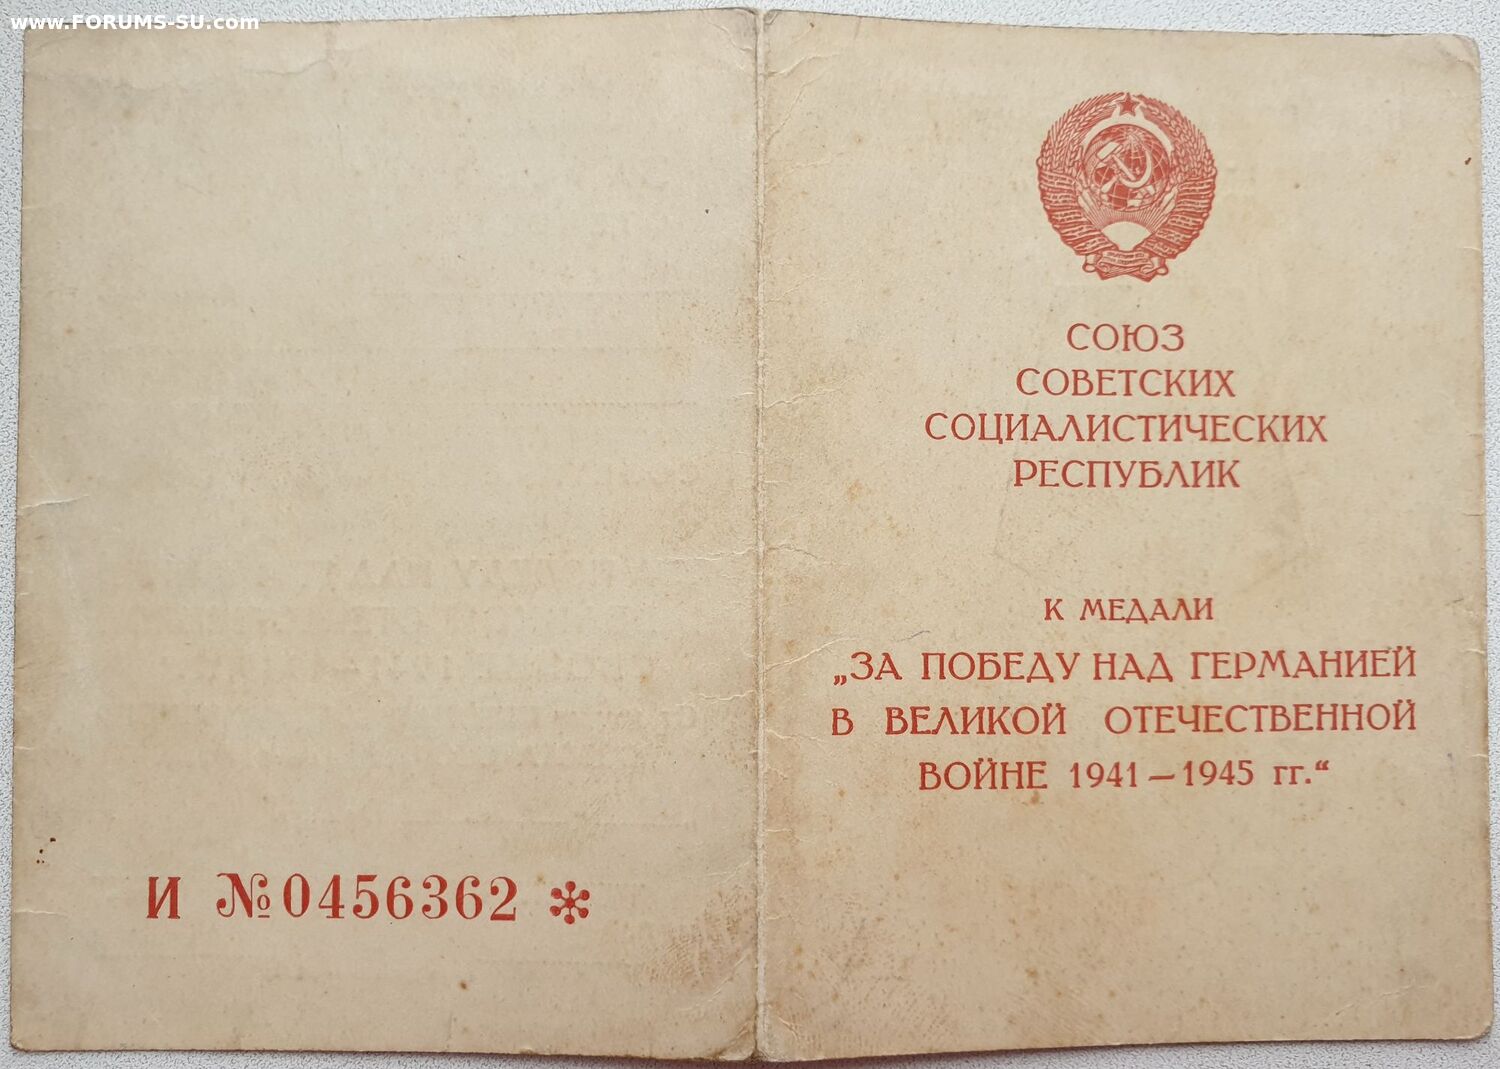 www.FORUMS-SU.com
И №0456362 *
СОЮЗ
СОВЕТСКИХ
СОЦИАЛИСТИЧЕСКИХ
РЕСПУБЛИК
К МЕДАЛИ
„ЗА ПОБЕДУ НАД ГЕРМАНИЕЙ
В ВЕЛИКОЙ ОТЕЧЕСТВЕННОЙ
ВОЙНЕ 1941—1945 гг.“